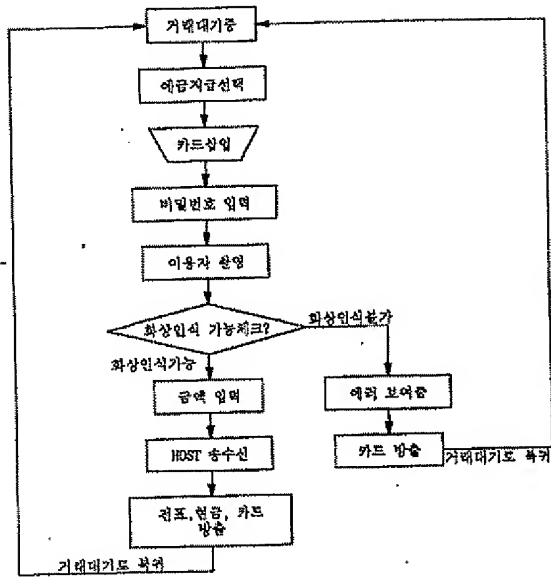 거래대기중
예금지급선택
카드삽입
비밀번호 입력
이용자 촬영
화상인식 가능체크?
화상인식불가
화상인식가능
금액 입력
에러 보여줌
HOST 송수신
카드 방출
거래대기로 복귀
전표,현금, 카드
방출
거래대기로 복귀